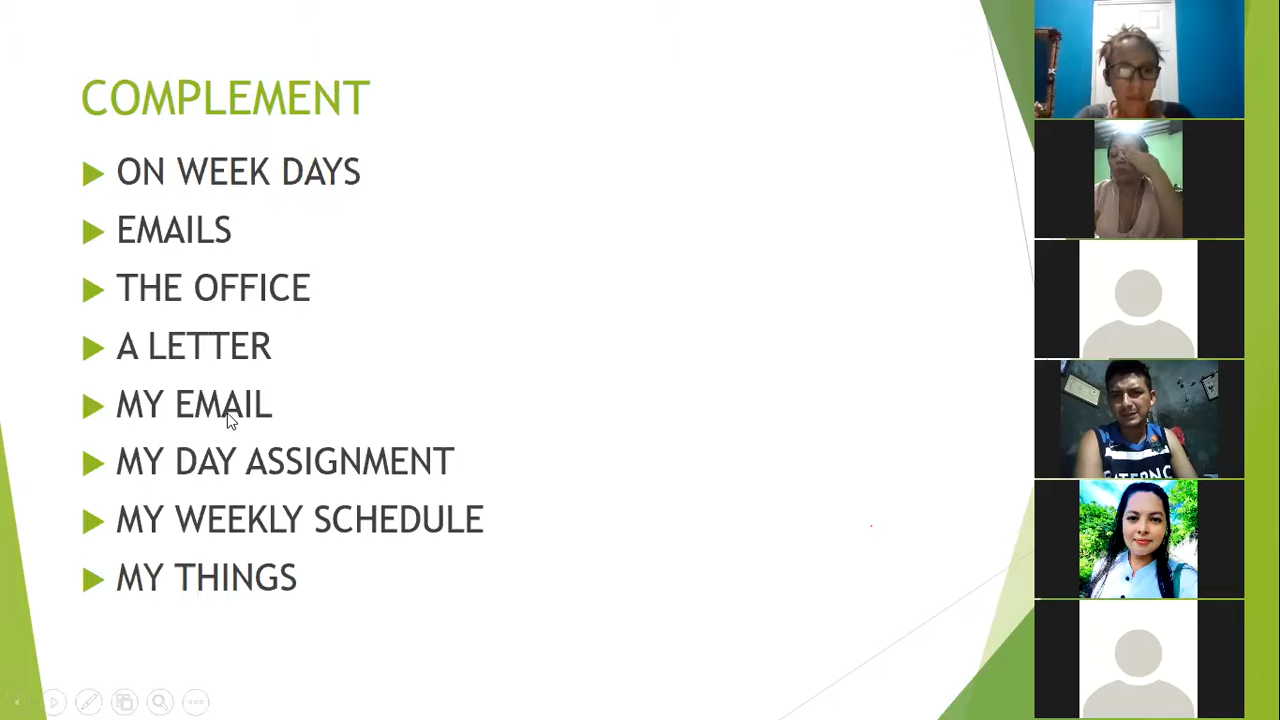 COMPLEMENT
ON WEEK DAYS
EMAILS
THE OFFICE
A LETTER
MY EMAIL
MY DAY ASSIGNMENT
MY WEEKLY SCHEDULE
MY THINGS